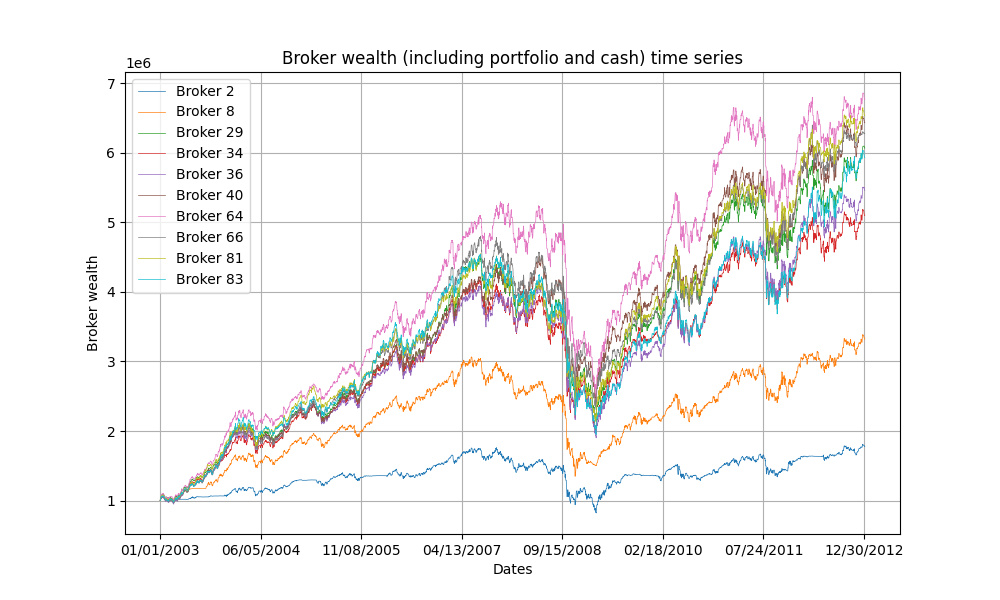 Broker wealth (including portfolio and cash) time series
1e6
7
6
5
4
3
2
1
Broker wealth
Broker 2
Broker 8
Broker 29
Broker 34
Broker 36
Broker 40
Broker 64
Broker 66
Broker 81
Broker 83
01/01/2003 06/05/2004 11/08/2005 04/13/2007 09/15/2008 02/18/2010 07/24/2011 12/30/2012
Dates